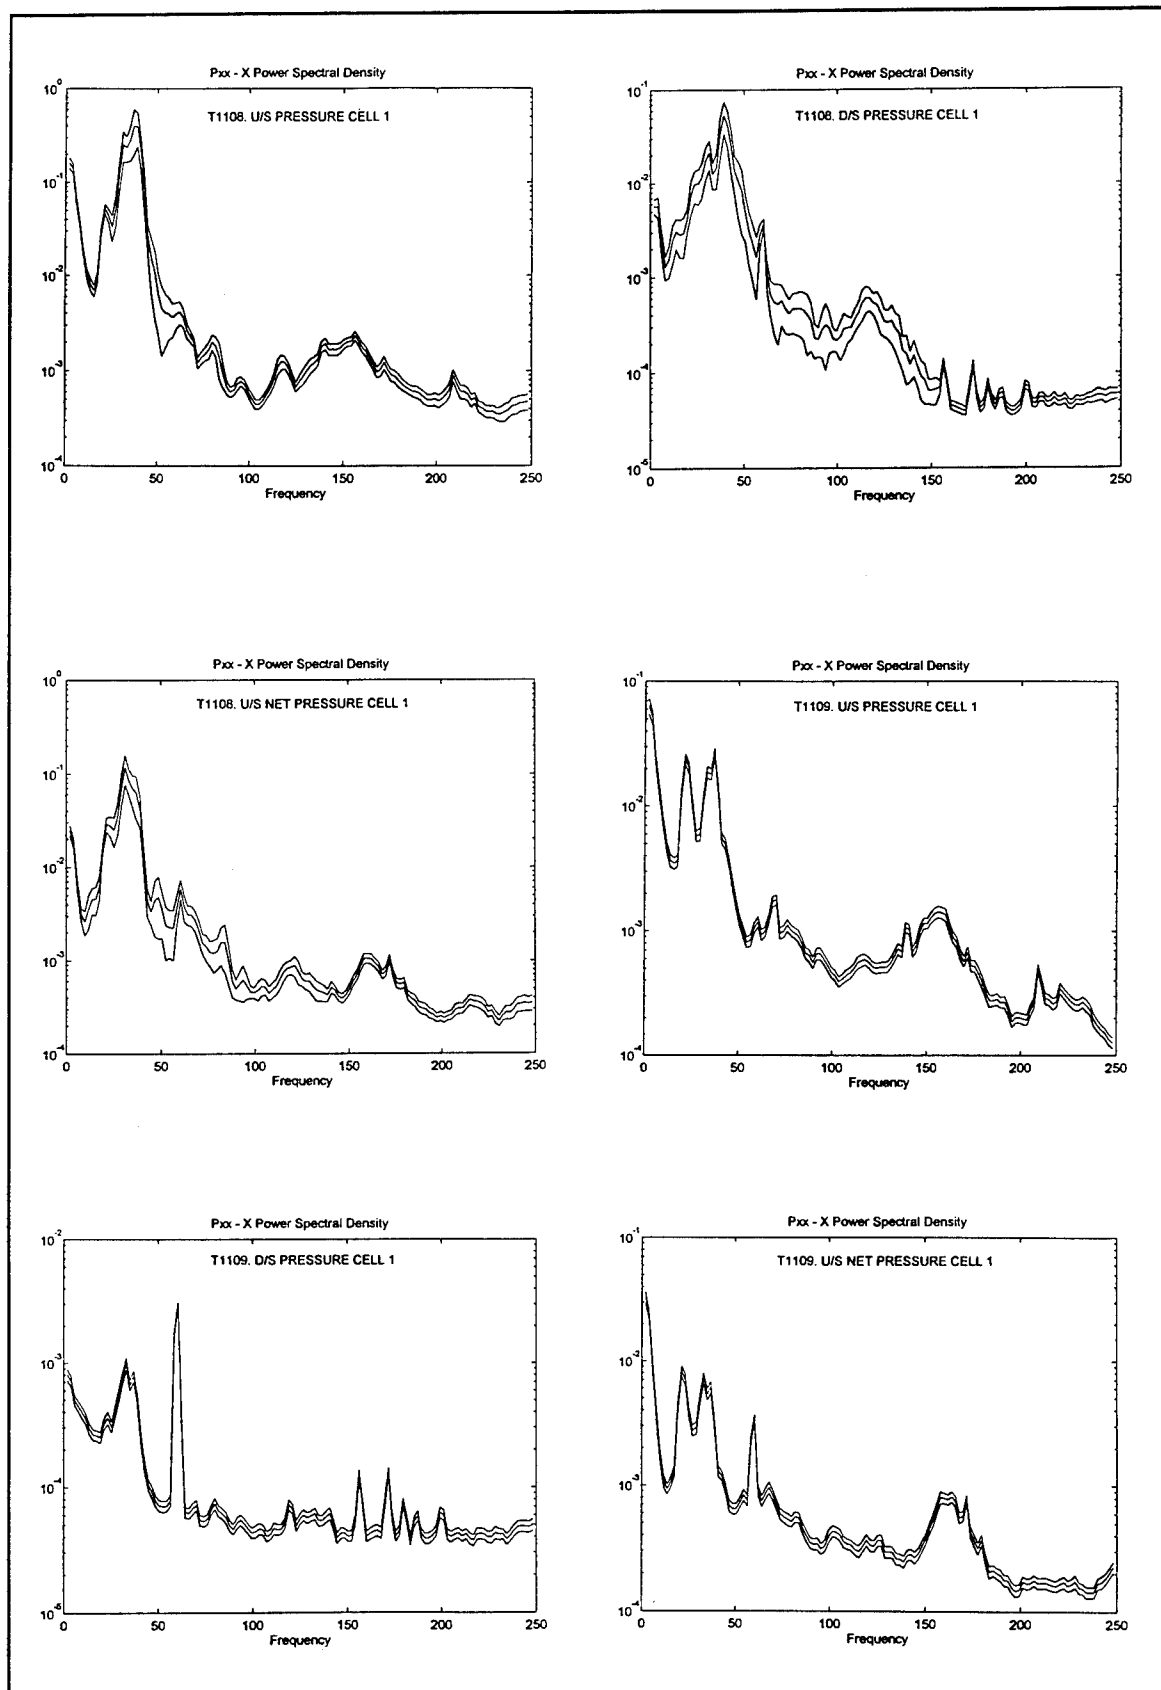 Pxx - X Power Spectral Density
T1108. U/S PRESSURE CELL 1
10^0
10^-1
10^-2
10^-3
10^-4
0 50 100 150 200 250
Frequency
Pxx - X Power Spectral Density
T1108. D/S PRESSURE CELL 1
10^-1
10^-2
10^-3
10^-4
10^-5
0 50 100 150 200 250
Frequency
Pxx - X Power Spectral Density
T1108. U/S NET PRESSURE CELL 1
10^0
10^-1
10^-2
10^-3
10^-4
0 50 100 150 200 250
Frequency
Pxx - X Power Spectral Density
T1109. U/S PRESSURE CELL 1
10^-1
10^-2
10^-3
10^-4
0 50 100 150 200 250
Frequency
Pxx - X Power Spectral Density
T1109. D/S PRESSURE CELL 1
10^-2
10^-3
10^-4
10^-5
0 50 100 150 200 250
Frequency
Pxx - X Power Spectral Density
T1109. U/S NET PRESSURE CELL 1
10^-1
10^-2
10^-3
10^-4
0 50 100 150 200 250
Frequency